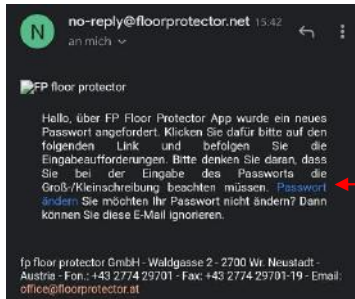 N
no-reply@floorprotector.net 15:42
an mich
FP floor protector
Hallo, über FP Floor Protector App wurde ein neues
Passwort angefordert. Klicken Sie dafür bitte auf den
folgenden Link und befolgen Sie die
Eingabeaufforderungen. Bitte denken Sie daran, dass
Sie bei der Eingabe des Passworts die
Groß-/Kleinschreibung beachten müssen. Passwort
ändern Sie möchten Ihr Passwort nicht ändern? Dann
können Sie diese E-Mail ignorieren.
fp floor protector GmbH - Waldgasse 2 - 2700 Wr. Neustadt -
Austria - Fon.: +43 2774 29701 - Fax: +43 2774 29701-19 - Email:
office@floorprotector.at